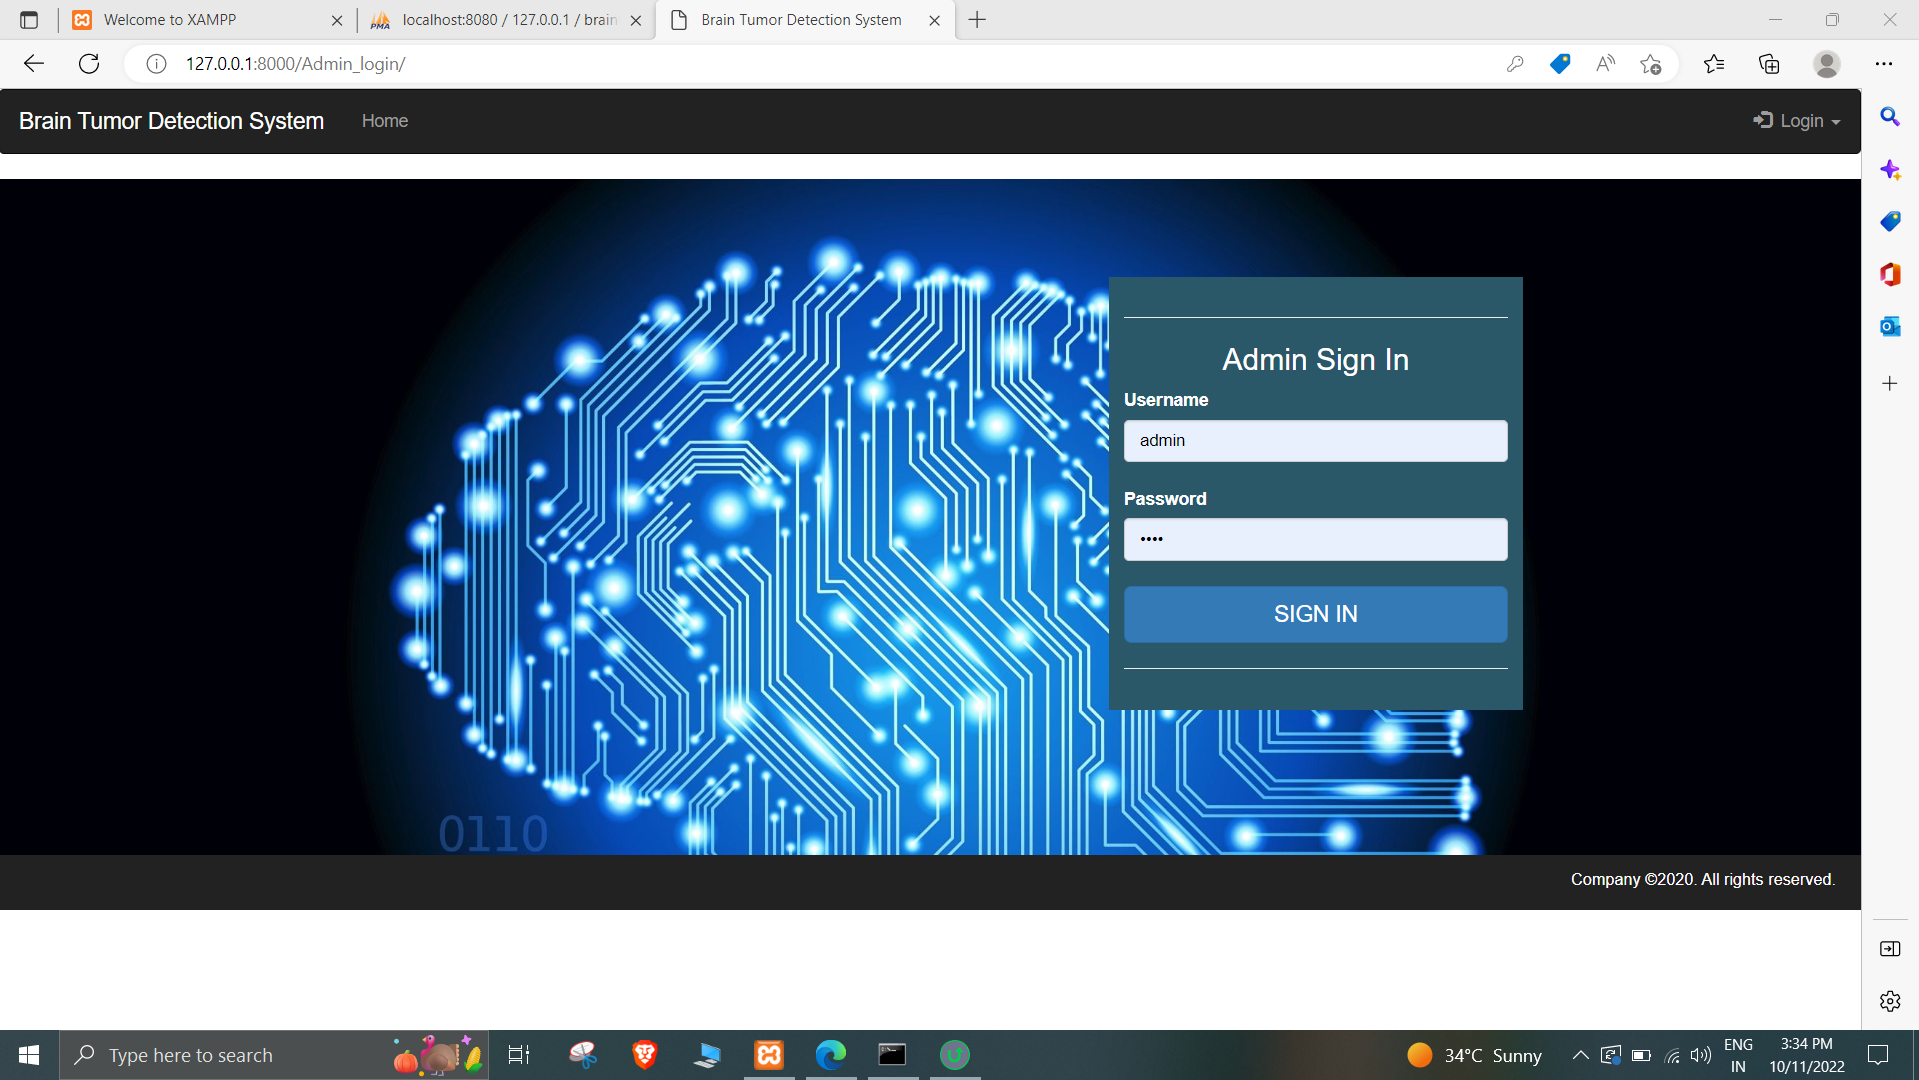 Welcome to XAMPP
localhost:8080 / 127.0.0.1 / brain
Brain Tumor Detection System
127.0.0.1:8000/Admin_login/
Brain Tumor Detection System
Home
Login
Admin Sign In
Username
admin
Password
••••
SIGN IN
0110
Company ©2020. All rights reserved.
Type here to search
34°C Sunny
ENG
IN
3:34 PM
10/11/2022